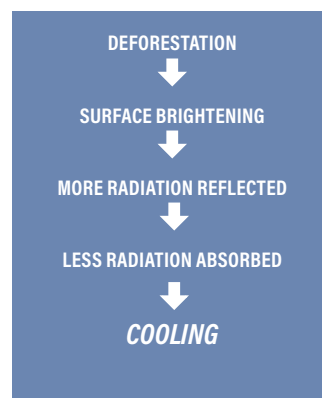 DEFORESTATION
SURFACE BRIGHTENING
MORE RADIATION REFLECTED
LESS RADIATION ABSORBED
COOLING